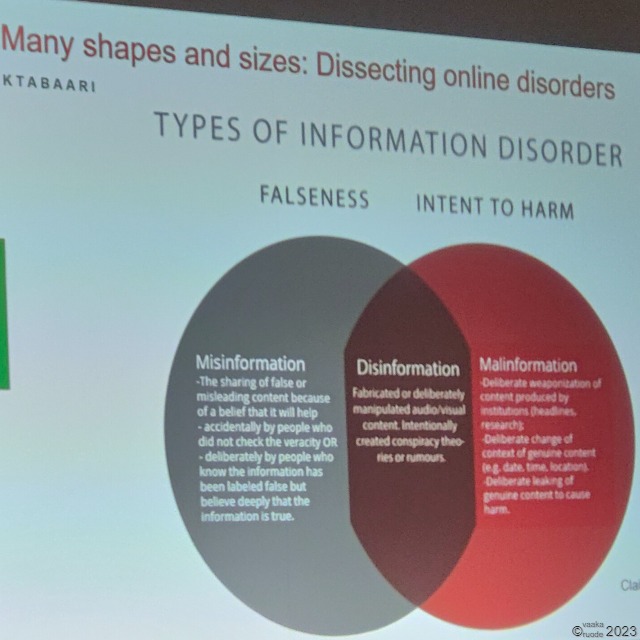 Many shapes and sizes: Dissecting online disorders
KTABAARI
TYPES OF INFORMATION DISORDER
FALSENESS
INTENT TO HARM
Misinformation
-The sharing of false or
misleading content because
of a belief that it will help
- accidentally by people who
did not check the veracity OR
- deliberately by people who
know the information has
been labeled false but
believe deeply that the
information is true.
Disinformation
Fabricated or deliberately
manipulated audio/visual
content. Intentionally
created conspiracy theo-
ries or rumours.
Malinformation
-Deliberate weaponization of
content produced by
institutions (headlines,
research);
-Deliberate change of
context of genuine content
(e.g. date, time, location).
-Deliberate leaking of
genuine content to cause
harm.
Clai
© vaaka ruode 2023